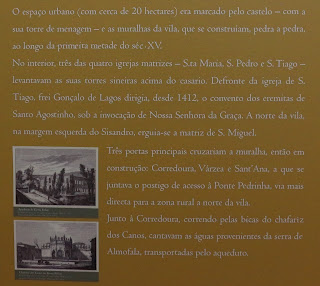 O espaço urbano (com cerca de 20 hectares) era marcado pelo castelo – com a
sua torre de menagem – e as muralhas da vila, que se construíam, pedra a pedra,
ao longo da primeira metade do séc. XV.
No interior, três das quatro igrejas matrizes – Sta Maria, S. Pedro e S. Tiago –
levantavam as suas torres sineiras acima do casario. Defronte da igreja de S.
Tiago, frei Gonçalo de Lagos dirigia, desde 1412, o convento dos eremitas de
Santo Agostinho, sob a invocação de Nossa Senhora da Graça. A norte da vila,
na margem esquerda do Sisandro, erguia-se a matriz de S. Miguel.
Três portas principais cruzariam a muralha, então em
construção: Corredoura, Várzea e Sant'Ana, a que se
juntava o postigo de acesso à Ponte Pedrinha, via mais
directa para a zona rural a norte da vila.
Junto à Corredoura, correndo pelas bicas do chafariz
dos Canos, cantavam as águas provenientes da serra de
Almofala, transportadas pelo aqueduto.